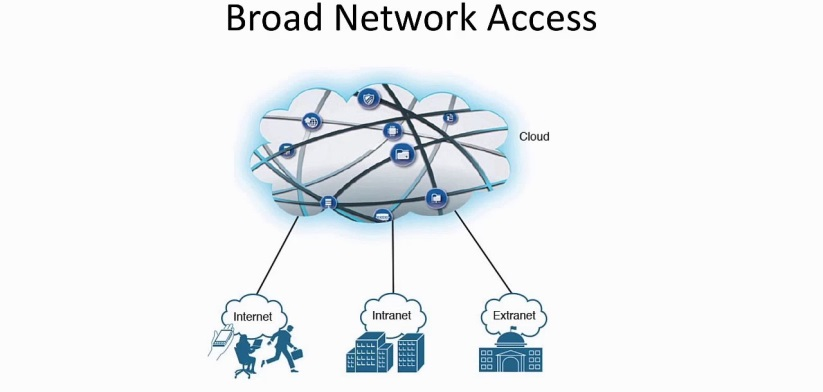 Broad Network Access
Cloud
Internet
Intranet
Extranet